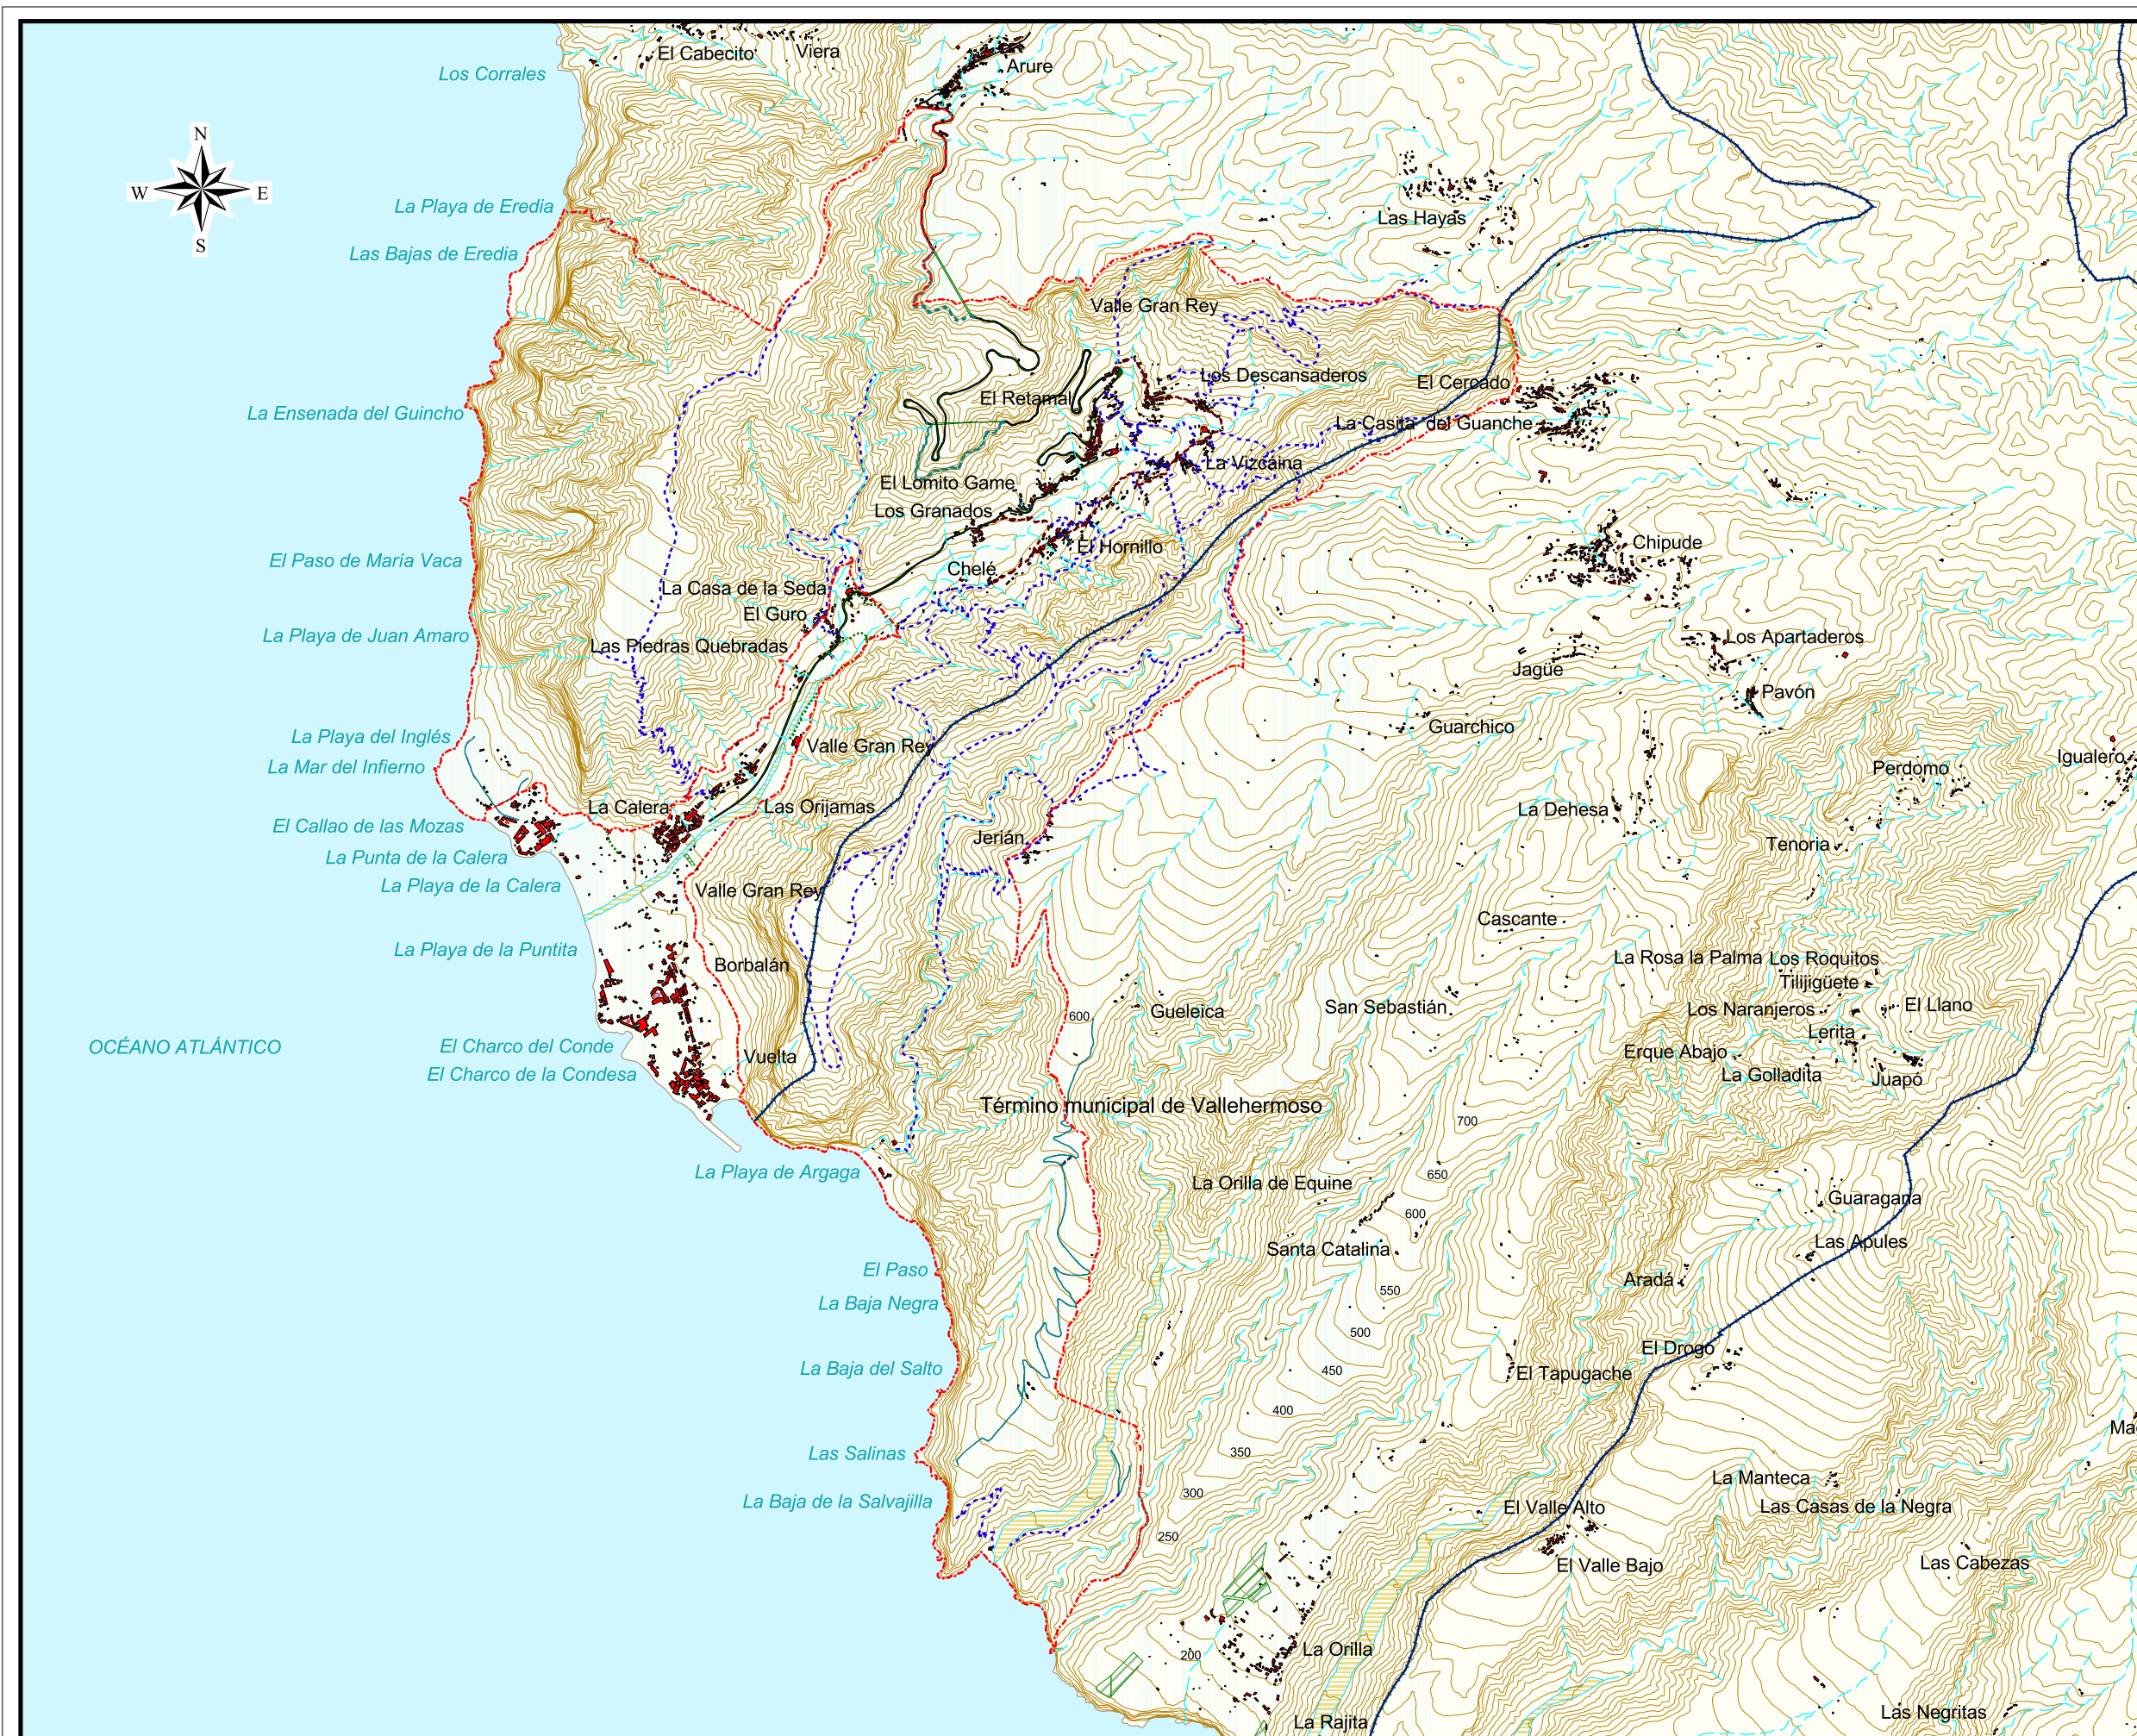 El Cabecito
Viera
Arure
Los Corrales
N
W
E
S
La Playa de Eredia
Las Hayas
Las Bajas de Eredia
Valle Gran Rey
Los Descansaderos
El Cercado
El Retamal
La Ensenada del Guincho
La Casita del Guanche
La Vizcaina
El Lomito Game
Los Granados
El Hornillo
Chipude
El Paso de María Vaca
Chelé
La Casa de la Seda
El Guro
La Playa de Juan Amaro
Las Piedras Quebradas
Los Apartaderos
Jagüe
Pavón
Guarchico
La Playa del Inglés
Valle Gran Rey
Igualero
La Mar del Infierno
Perdomo
La Calera
Las Orijamas
La Dehesa
El Callao de las Mozas
Jerián
Tenoria
La Punta de la Calera
La Playa de la Calera
Valle Gran Rey
Cascante
La Playa de la Puntita
La Rosa la Palma
Los Roquitos
Borbalán
Tilijigüete
San Sebastián
Gueleica
Los Naranjeros
El Llano
600
Lerita
OCÉANO ATLÁNTICO
El Charco del Conde
Vuelta
Erque Abajo
El Charco de la Condesa
La Golladita
Juapó
Término municipal de Vallehermoso
700
La Playa de Argaga
650
La Orilla de Equine
Guaragana
600
Santa Catalina
Las Apules
El Paso
Aradá
550
La Baja Negra
500
El Drogo
La Baja del Salto
450
El Tapugache
400
Ma
Las Salinas
350
La Manteca
300
La Baja de la Salvajilla
El Valle Alto
Las Casas de la Negra
250
El Valle Bajo
Las Cabezas
La Orilla
200
Las Negritas
La Rajita